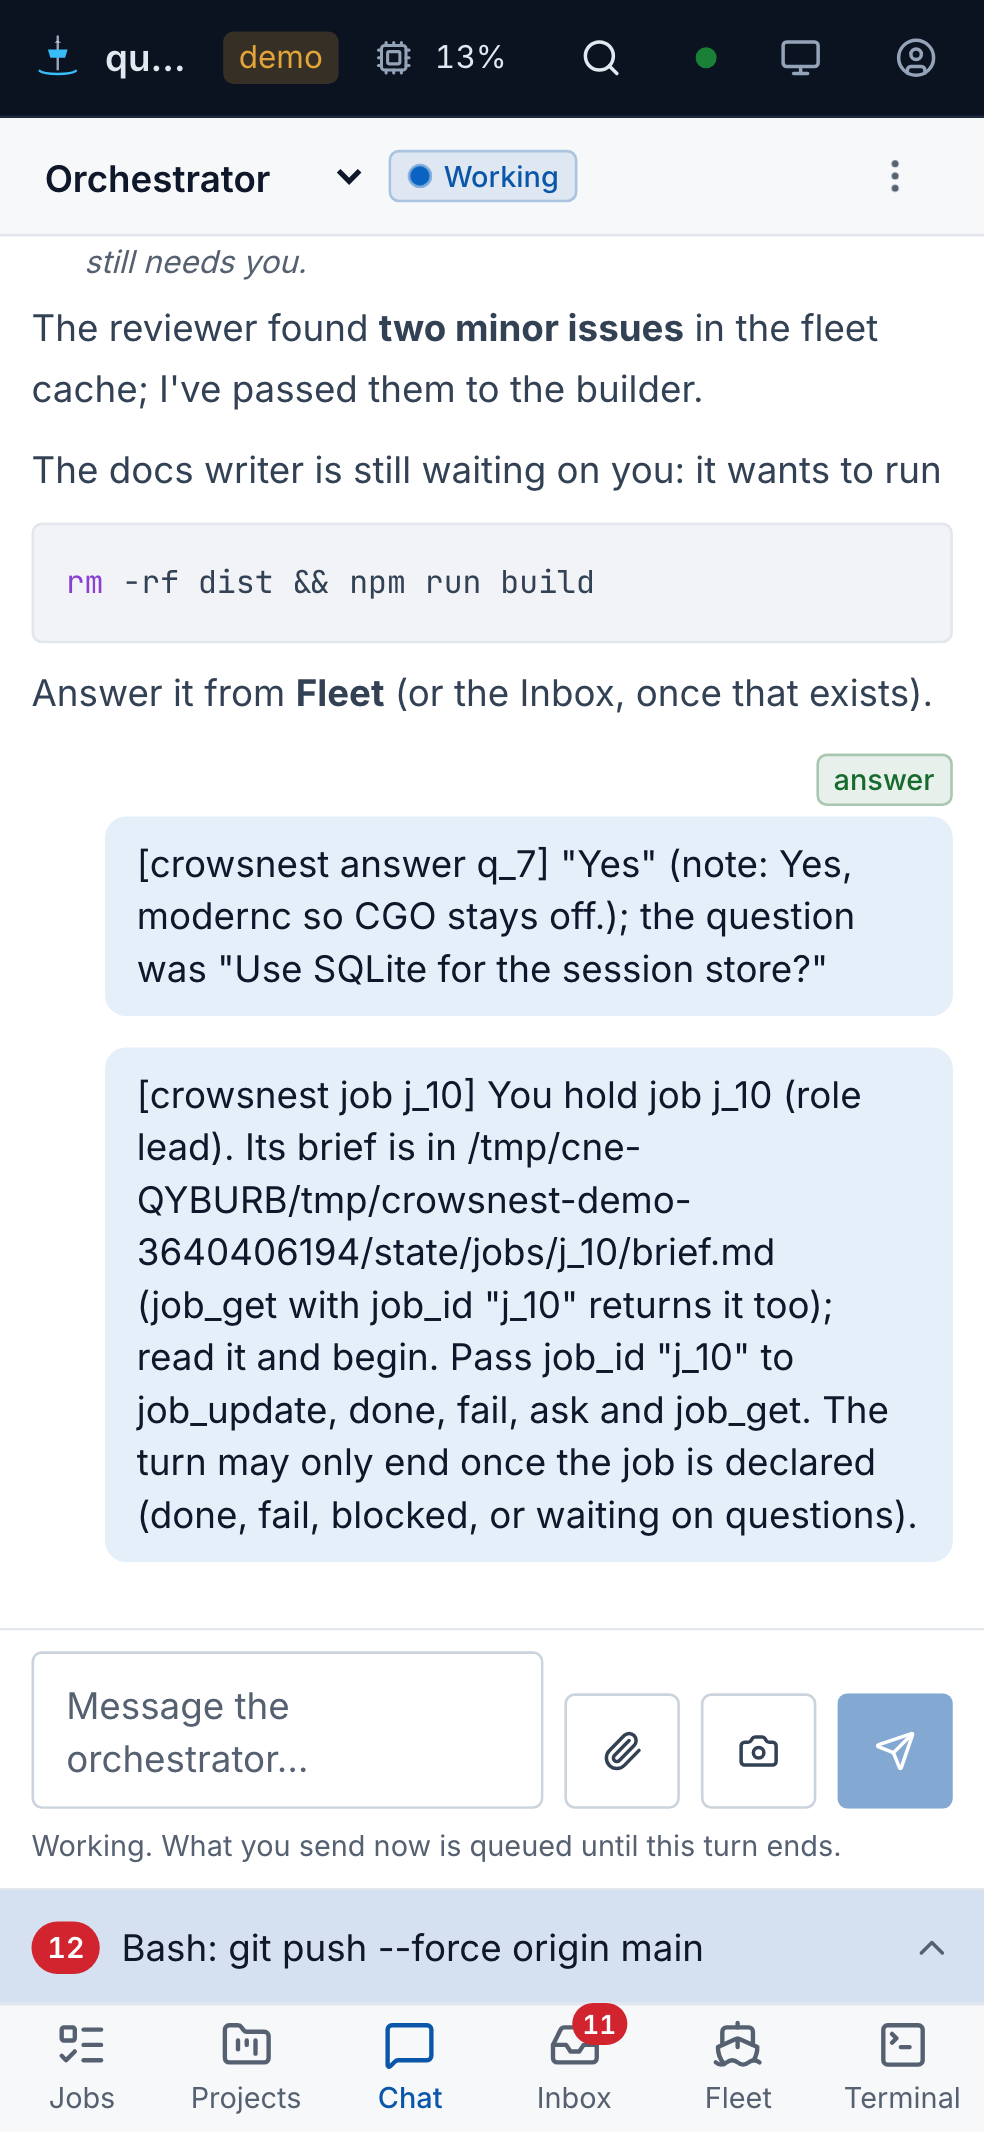 qu...
demo
13%
Orchestrator
Working
still needs you.
The reviewer found two minor issues in the fleet
cache; I've passed them to the builder.
The docs writer is still waiting on you: it wants to run
rm -rf dist && npm run build
Answer it from Fleet (or the Inbox, once that exists).
answer
[crowsnest answer q_7] "Yes" (note: Yes,
modernc so CGO stays off.); the question
was "Use SQLite for the session store?"
[crowsnest job j_10] You hold job j_10 (role
lead). Its brief is in /tmp/cne-
QYBURB/tmp/crowsnest-demo-
3640406194/state/jobs/j_10/brief.md
(job_get with job_id "j_10" returns it too);
read it and begin. Pass job_id "j_10" to
job_update, done, fail, ask and job_get. The
turn may only end once the job is declared
(done, fail, blocked, or waiting on questions).
Message the
orchestrator...
Working. What you send now is queued until this turn ends.
12
Bash: git push --force origin main
11
Jobs
Projects
Chat
Inbox
Fleet
Terminal